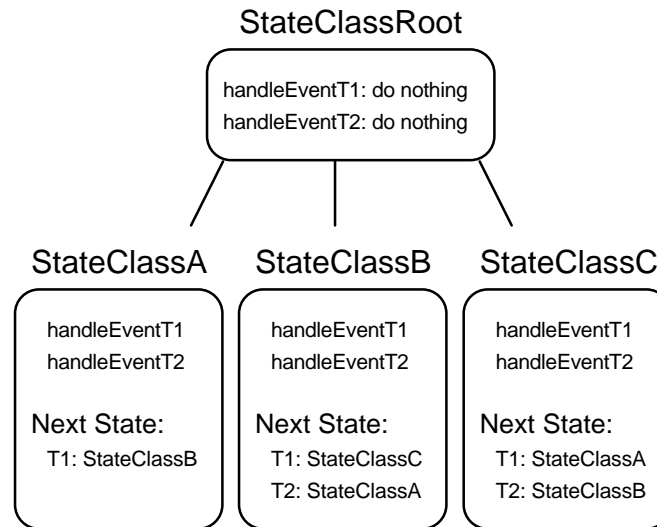 StateClassRoot
handleEventT1: do nothing
handleEventT2: do nothing
StateClassA
handleEventT1
handleEventT2
Next State:
T1: StateClassB
StateClassB
handleEventT1
handleEventT2
Next State:
T1: StateClassC
T2: StateClassA
StateClassC
handleEventT1
handleEventT2
Next State:
T1: StateClassA
T2: StateClassB